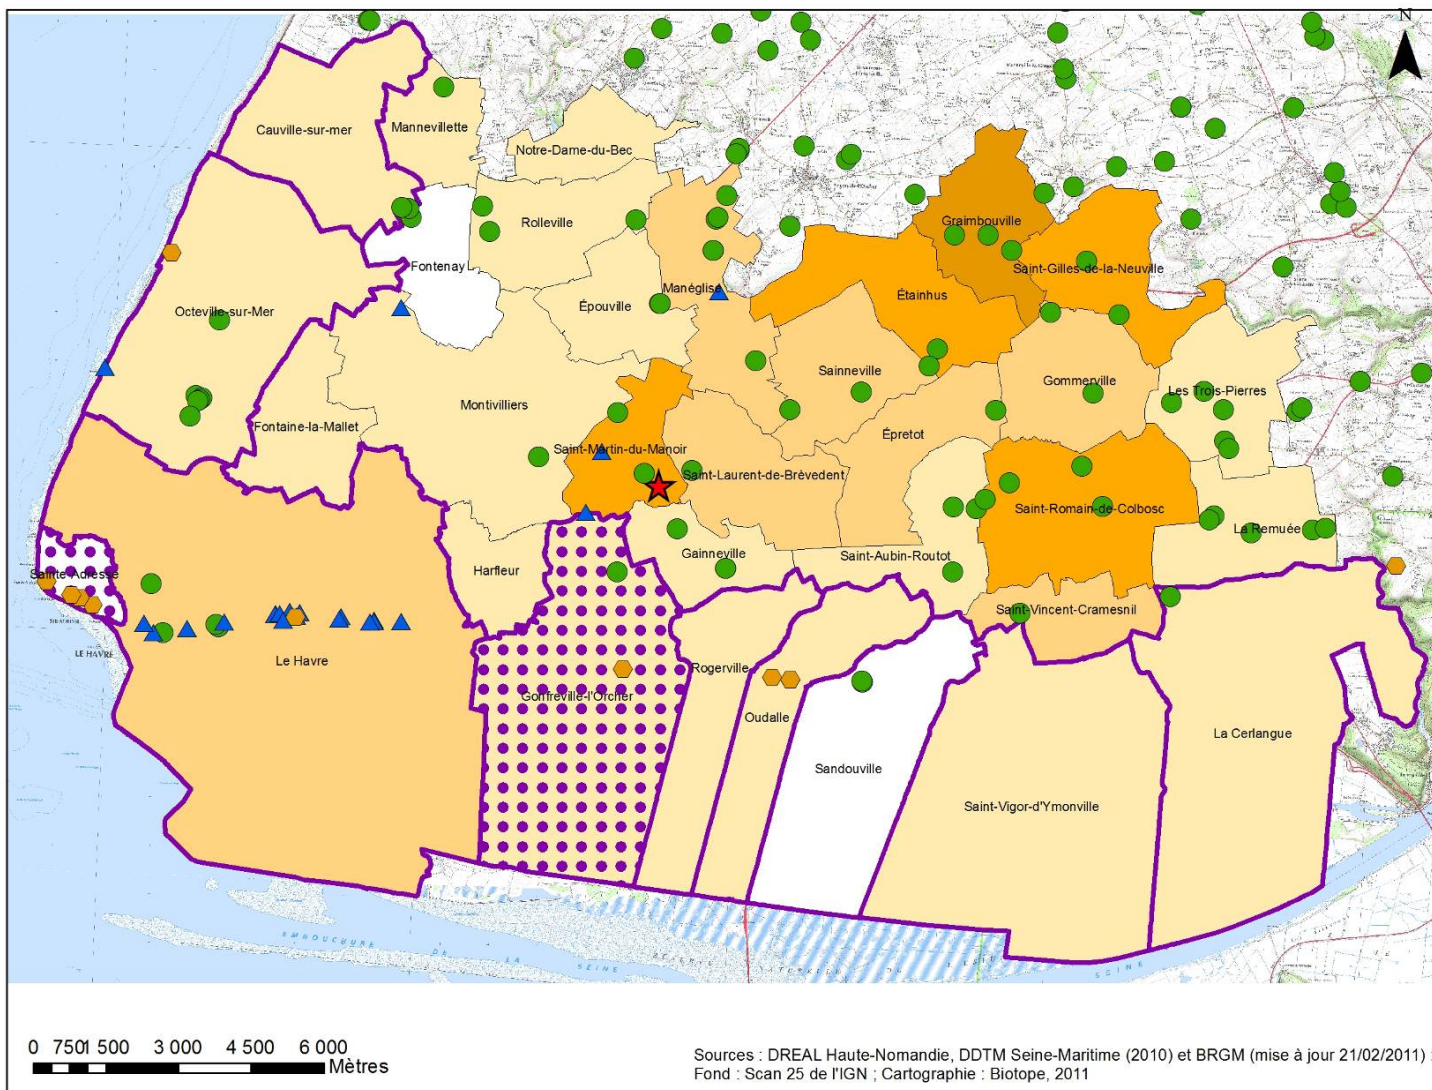 N
Cauville-sur-mer
Mannevillette
Notre-Dame-du-Bec
Rolleville
Graimbouville
Fontenay
Saint-Gilles-de-la-Neuville
Manéglise
Étainhus
Épouville
Octeville-sur-Mer
Sainneville
Gommerville
Les Trois-Pierres
Montivilliers
Fontaine-la-Mallet
Épretot
Saint-Martin-du-Manoir
Saint-Laurent-de-Brèvedent
Saint-Romain-de-Colbosc
La Remuée
Gainneville
Saint-Aubin-Routot
Harfleur
Sainte-Adresse
Saint-Vincent-Cramesnil
LE HAVRE
Le Havre
Rogerville
Gonfreville-l'Orcher
Oudalle
La Cerlangue
Sandouville
Saint-Vigor-d'Ymonville
EMBOUCHURE DE LA SEINE
SEINE
0 750 1 500 3 000 4 500 6 000
Mètres
Sources : DREAL Haute-Nomandie, DDTM Seine-Maritime (2010) et BRGM (mise à jour 21/02/2011) :
Fond : Scan 25 de l'IGN ; Cartographie : Biotope, 2011